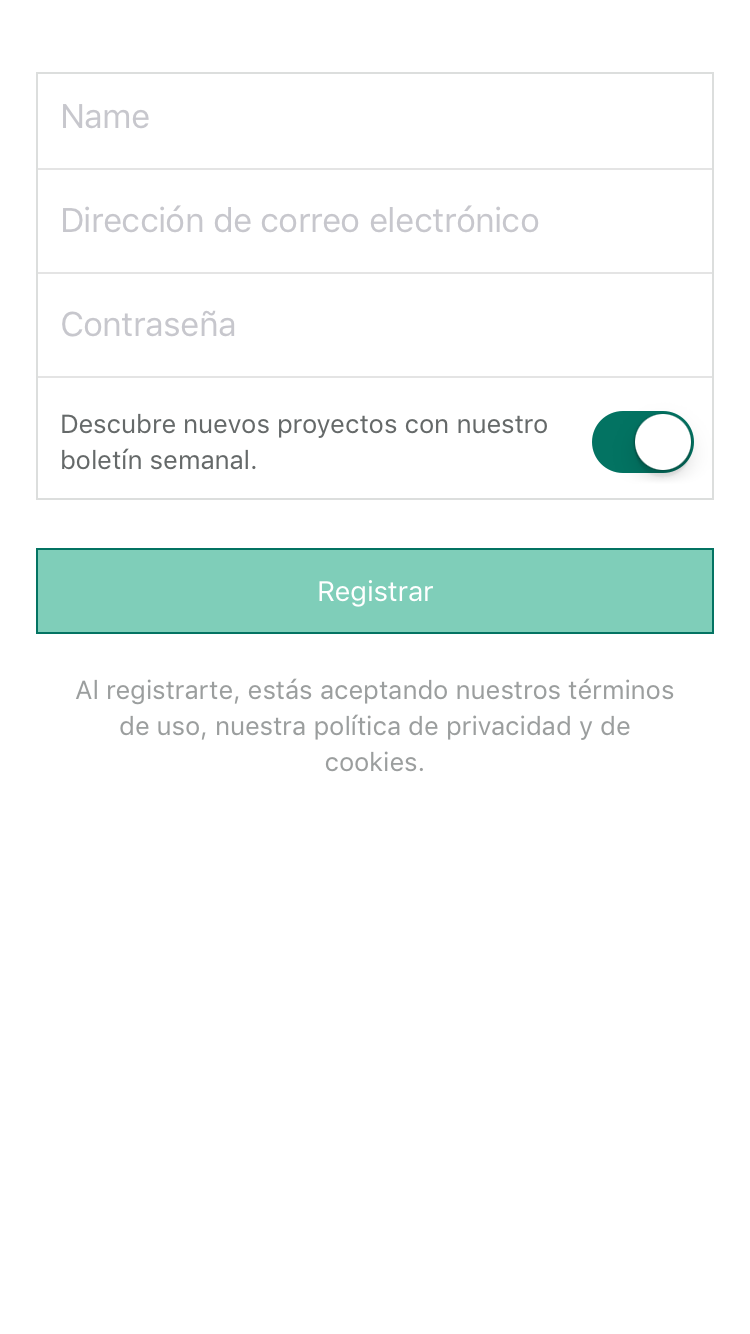 Name
Dirección de correo electrónico
Contraseña
Descubre nuevos proyectos con nuestro
boletín semanal.
Registrar
Al registrarte, estás aceptando nuestros términos
de uso, nuestra política de privacidad y de
cookies.